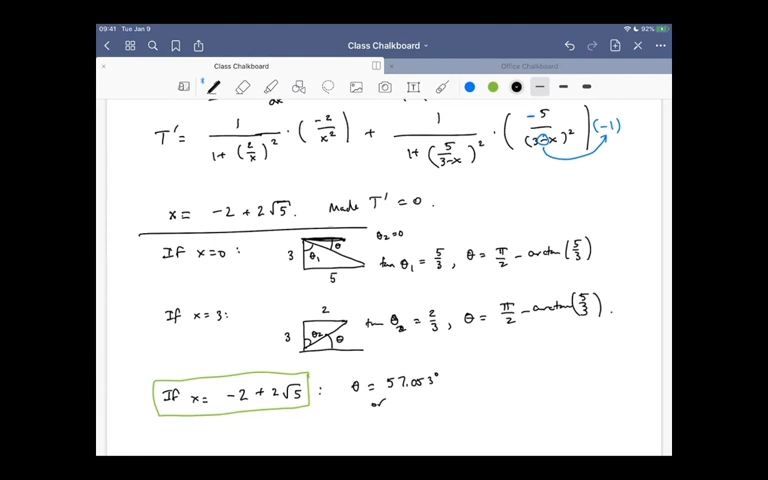 09:41 Tue Jan 9
92%
Class Chalkboard
Class Chalkboard
Office Chalkboard
dx
T' = 1 / (1 + (2/x)²) · (-2/x²) + 1 / (1 + (5/(3-x))²) · (-5/(3-x)²) (-1)
x = -2 + 2√5. Made T' = 0.
If x=0: 3 θ₁ θ 5 θ2=0 tan θ₁ = 5/3, θ = π/2 - arctan(5/3)
If x=3: 2 3 θ2 θ tan θ2 = 2/3, θ = π/2 - arctan(5/3).
If x = -2 + 2√5 : θ = 57.053°
or